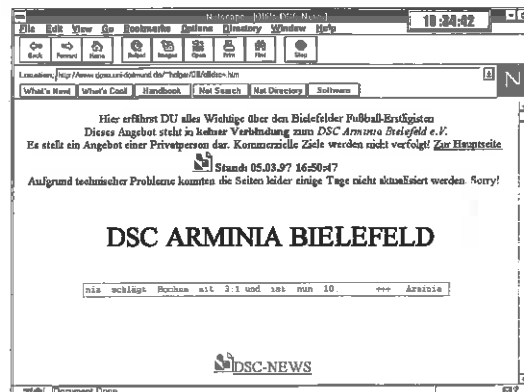 Netscape - [Olli's DSC-News]
10:24:42
File Edit View Go Bookmarks Options Directory Window Help
Back Forward Home Reload Images Open Print Find Stop
Location:
What's New! What's Cool! Handbook Net Search Net Directory Software
N
Hier erfährst DU alles Wichtige über den Bielefelder Fußball-Erstligisten
Dieses Angebot steht in keiner Verbindung zum DSC Arminia Bielefeld e.V.
Es stellt ein Angebot einer Privatperson dar. Kommerzielle Ziele werden nicht verfolgt! Zur Hauptseite
Stand: 05.03.97 16:50:47
Aufgrund technischer Probleme konnten die Seiten leider einige Tage nicht aktualisiert werden. Sorry!
DSC ARMINIA BIELEFELD
nia schlägt Bochum mit 3:1 und ist nun 10. +++ Arminia
DSC-NEWS
Document Done